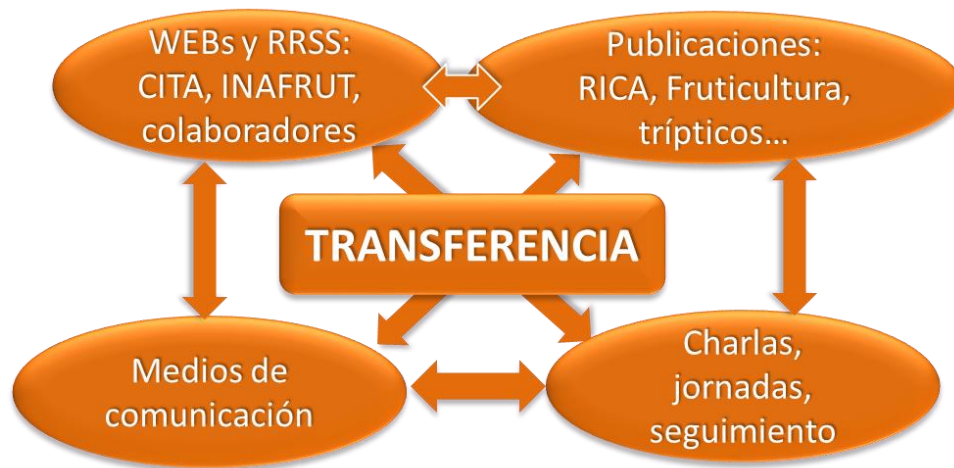 WEBs y RRSS:
CITA, INAFRUT,
colaboradores
Publicaciones:
RICA, Fruticultura,
trípticos...
TRANSFERENCIA
Medios de
comunicación
Charlas,
jornadas,
seguimiento